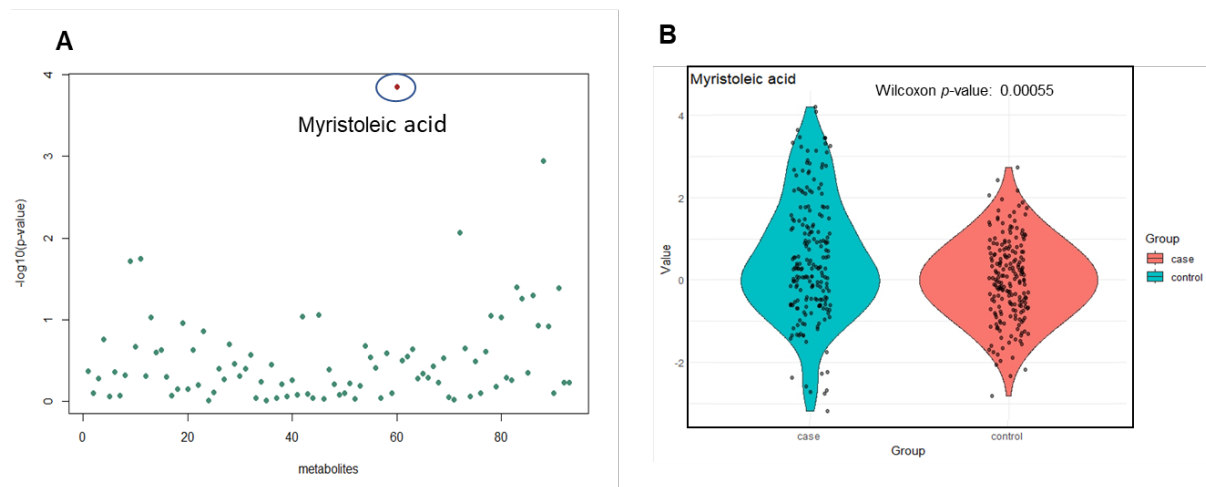 A
4
3
2
1
0
-log10(p-value)
Myristoleic acid
0 20 40 60 80
metabolites
B
Myristoleic acid
Wilcoxon p-value: 0.00055
4
2
0
-2
Value
case control
Group
Group
case
control